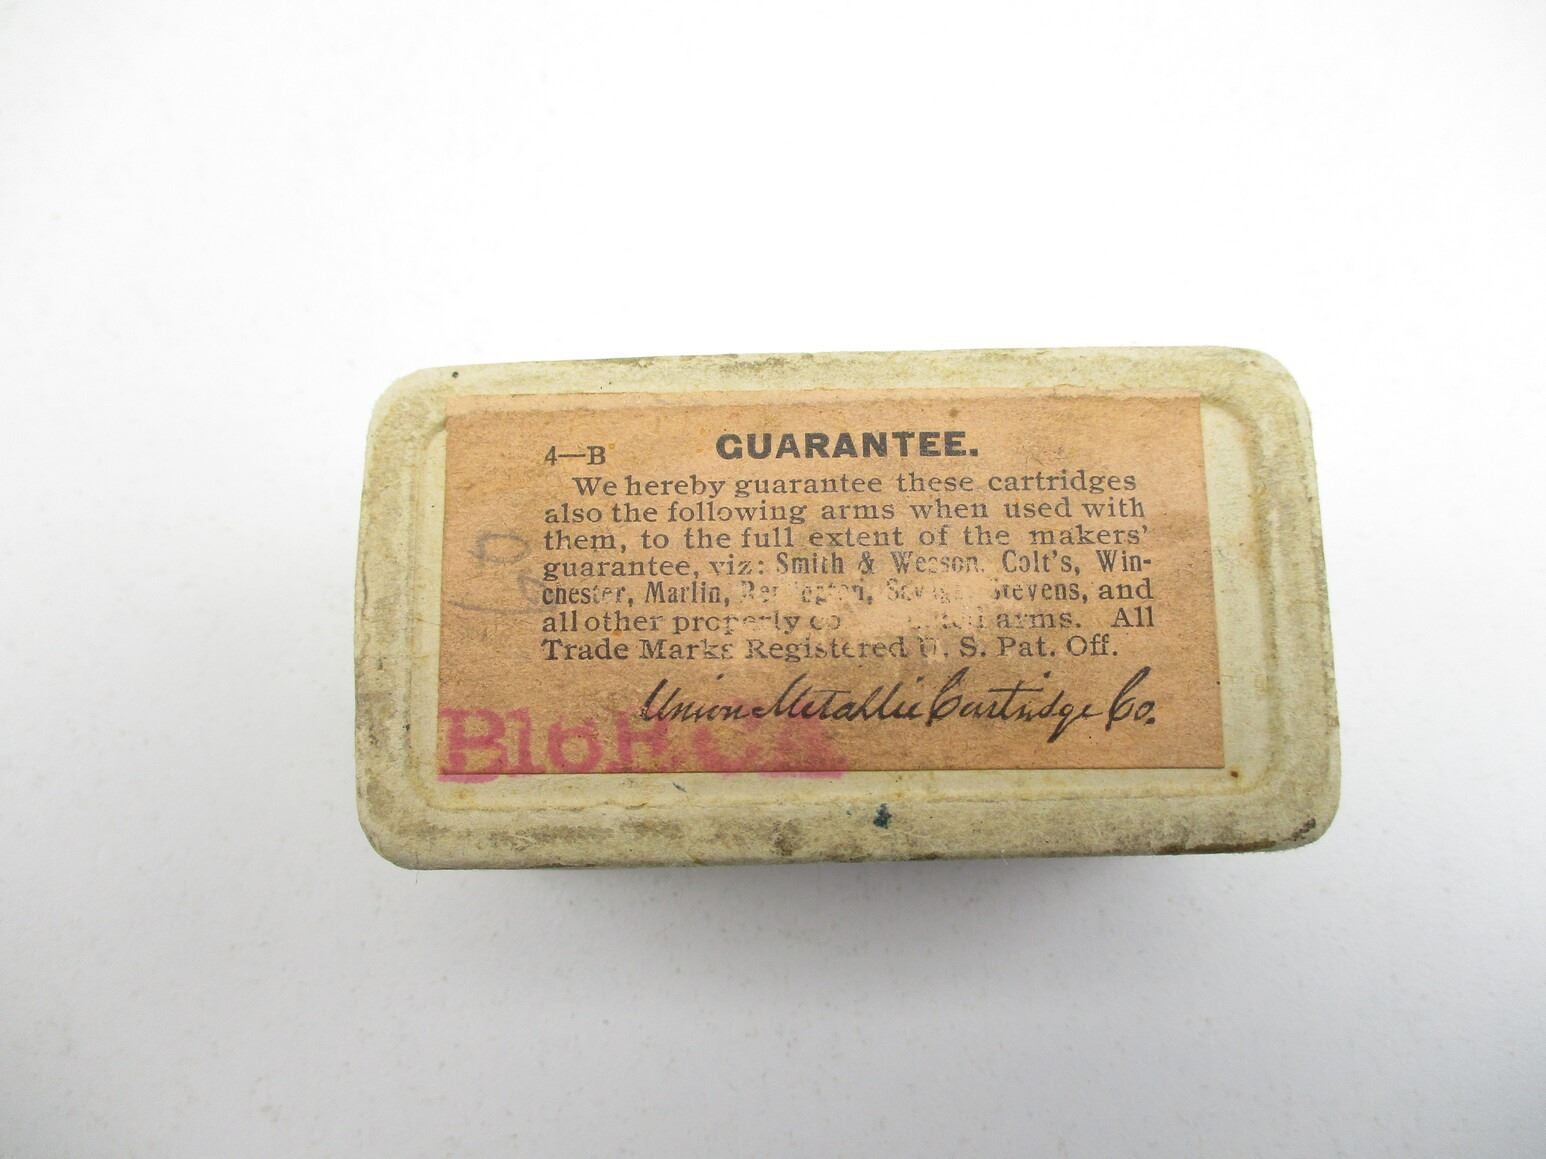 GUARANTEE.
4—B
We hereby guarantee these cartridges
also the following arms when used with
them, to the full extent of the makers'
guarantee, viz: Smith & Wesson, Colt's, Win-
chester, Marlin, Remington, Savage, Stevens, and
all other properly arms. All
Trade Marks Registered U. S. Pat. Off.
Union Metallic Cartridge Co.